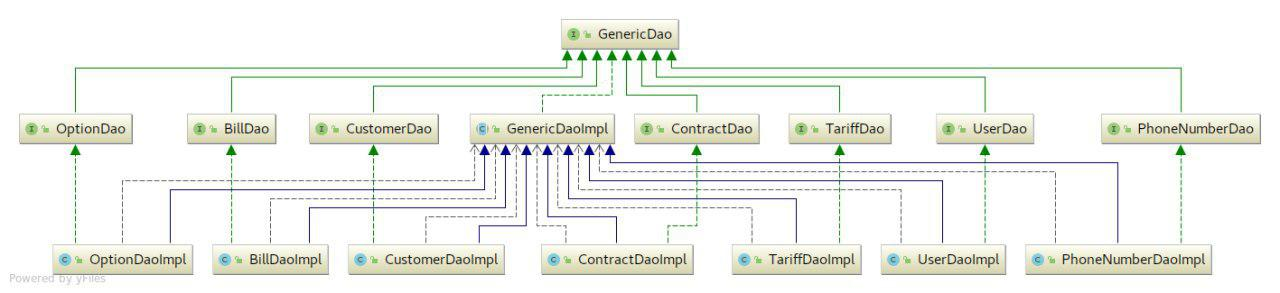 GenericDao
OptionDao
BillDao
CustomerDao
GenericDaoImpl
ContractDao
TariffDao
UserDao
PhoneNumberDao
OptionDaoImpl
BillDaoImpl
CustomerDaoImpl
ContractDaoImpl
TariffDaoImpl
UserDaoImpl
PhoneNumberDaoImpl
Powered by yFiles